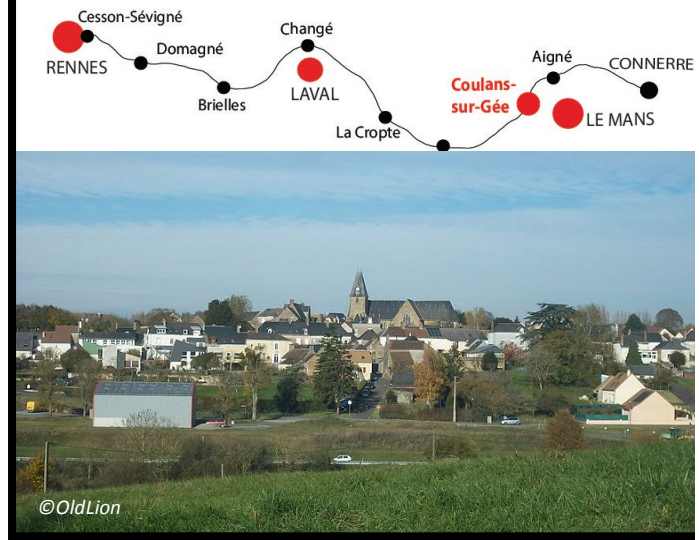 Cesson-Sévigné
Domagné
RENNES
Brielles
Changé
LAVAL
La Cropte
Coulans-
sur-Gée
Aigné
CONNERRE
LE MANS
©OldLion